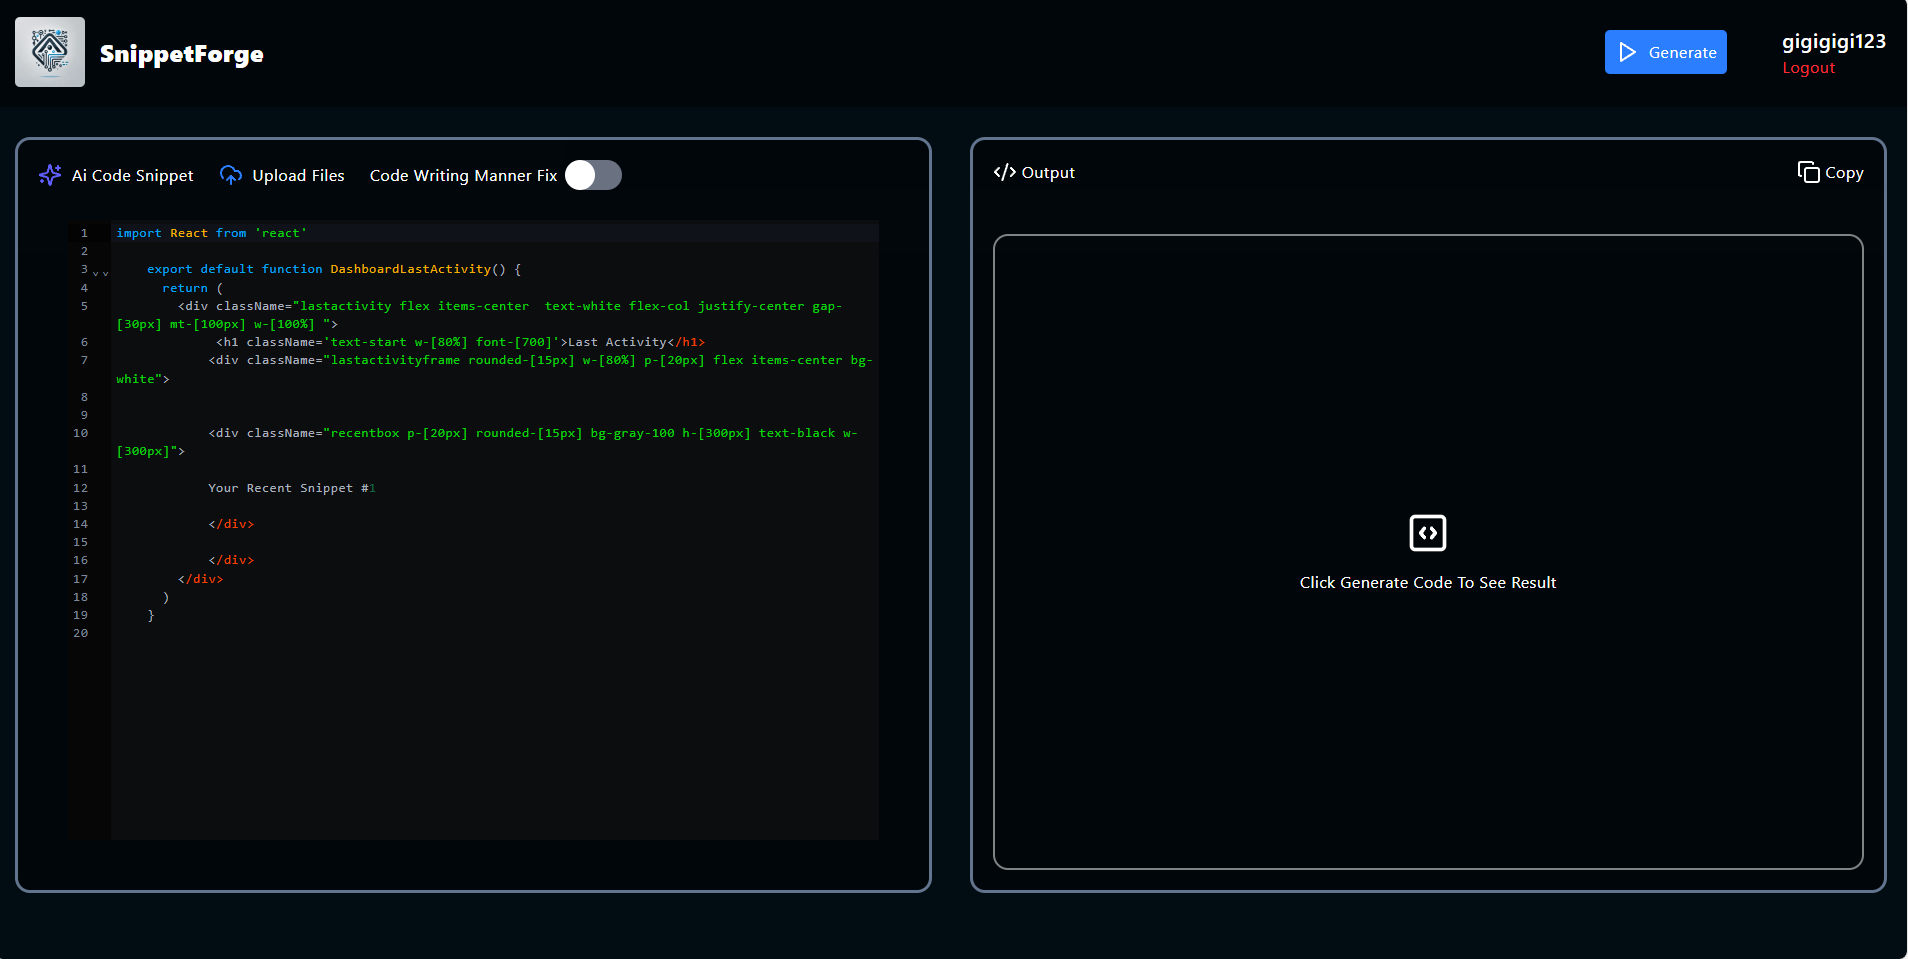 SnippetForge
Generate
gigigigi123
Logout
Ai Code Snippet
Upload Files
Code Writing Manner Fix
1 import React from 'react'
2
3     export default function DashboardLastActivity() {
4       return (
5         <div className="lastactivity flex items-center  text-white flex-col justify-center gap-
[30px] mt-[100px] w-[100%] ">
6              <h1 className='text-start w-[80%] font-[700]'>Last Activity</h1>
7             <div className="lastactivityframe rounded-[15px] w-[80%] p-[20px] flex items-center bg-
white">
8
9
10             <div className="recentbox p-[20px] rounded-[15px] bg-gray-100 h-[300px] text-black w-
[300px]">
11
12             Your Recent Snippet #1
13
14             </div>
15
16             </div>
17         </div>
18       )
19     }
20
</> Output
Copy
Click Generate Code To See Result